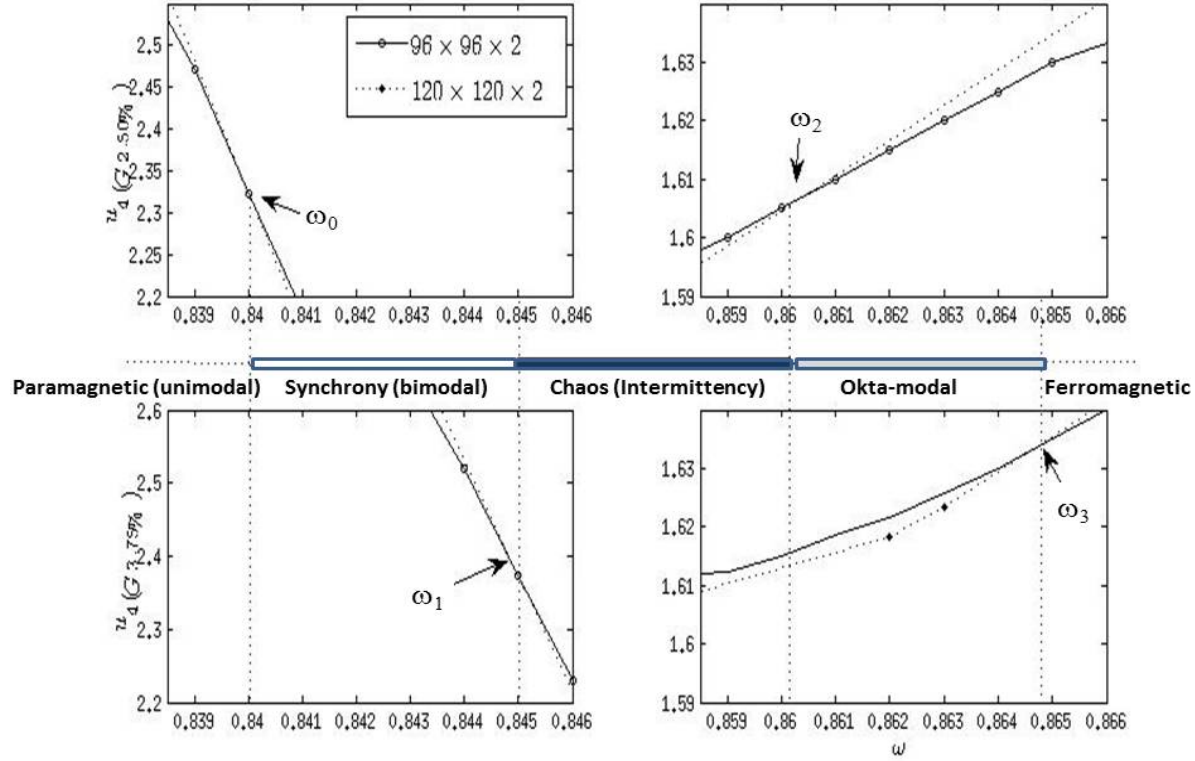 u4(G 2 50%)
2.5
2.45
2.4
2.35
2.3
2.25
2.2
96 × 96 × 2
120 × 120 × 2
ω0
0.839 0.84 0.841 0.842 0.843 0.844 0.845 0.846
1.63
1.62
1.61
1.6
1.59
ω2
0.859 0.86 0.861 0.862 0.863 0.864 0.865 0.866
Paramagnetic (unimodal) Synchrony (bimodal) Chaos (Intermittency) Okta-modal Ferromagnetic
u4(G 3,75%)
2.6
2.5
2.4
2.3
2.2
ω1
0.839 0.84 0.841 0.842 0.843 0.844 0.845 0.846
1.63
1.62
1.61
1.6
1.59
ω3
0.859 0.86 0.861 0.862 0.863 0.864 0.865 0.866
ω